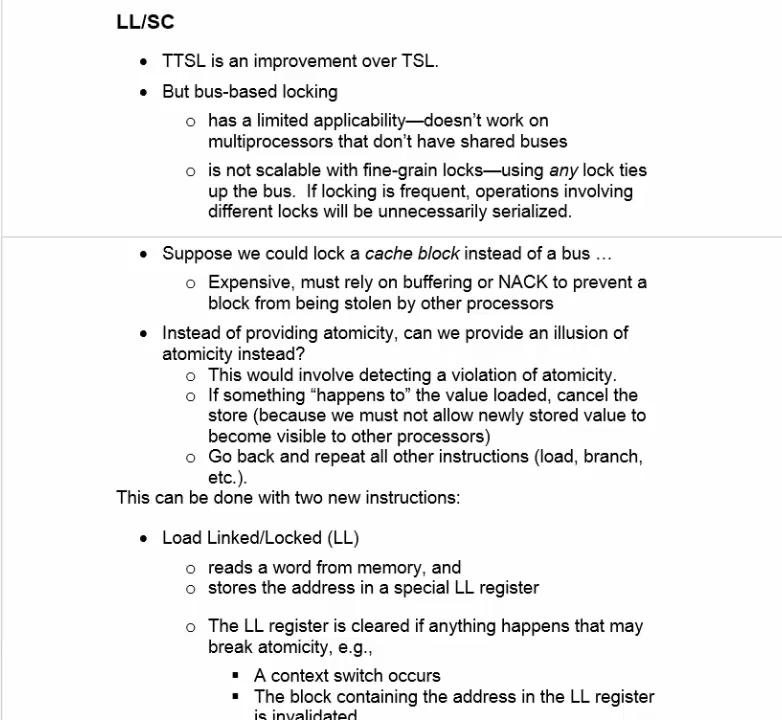 LL/SC
• TTSL is an improvement over TSL.
• But bus-based locking
o has a limited applicability—doesn’t work on
multiprocessors that don’t have shared buses
o is not scalable with fine-grain locks—using any lock ties
up the bus.  If locking is frequent, operations involving
different locks will be unnecessarily serialized.
• Suppose we could lock a cache block instead of a bus …
o Expensive, must rely on buffering or NACK to prevent a
block from being stolen by other processors
• Instead of providing atomicity, can we provide an illusion of
atomicity instead?
o This would involve detecting a violation of atomicity.
o If something “happens to” the value loaded, cancel the
store (because we must not allow newly stored value to
become visible to other processors)
o Go back and repeat all other instructions (load, branch,
etc.).
This can be done with two new instructions:
• Load Linked/Locked (LL)
o reads a word from memory, and
o stores the address in a special LL register
o The LL register is cleared if anything happens that may
break atomicity, e.g.,
▪ A context switch occurs
▪ The block containing the address in the LL register
is invalidated